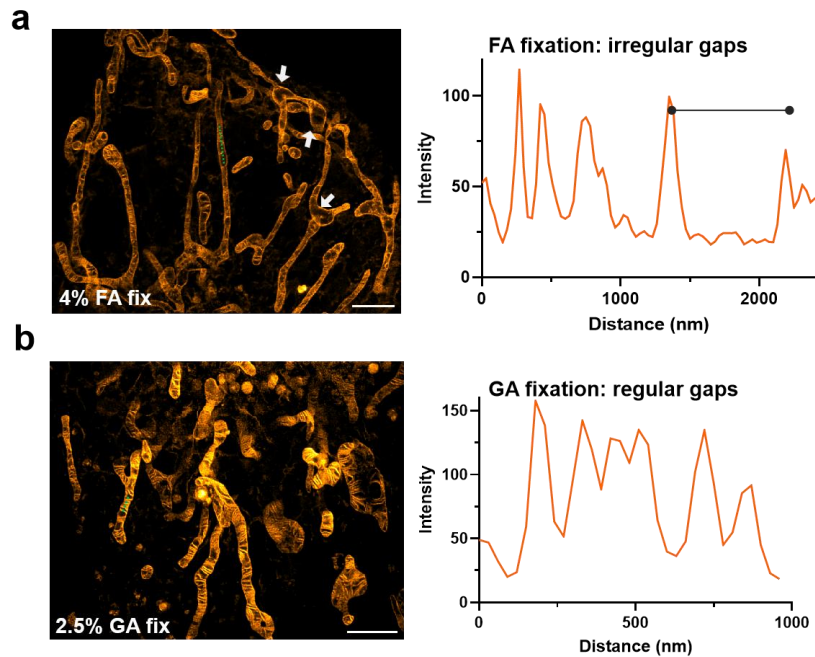 a
4% FA fix
FA fixation: irregular gaps
100
50
0
Intensity
0
1000
2000
Distance (nm)
b
2.5% GA fix
GA fixation: regular gaps
150
100
50
0
Intensity
0
500
1000
Distance (nm)